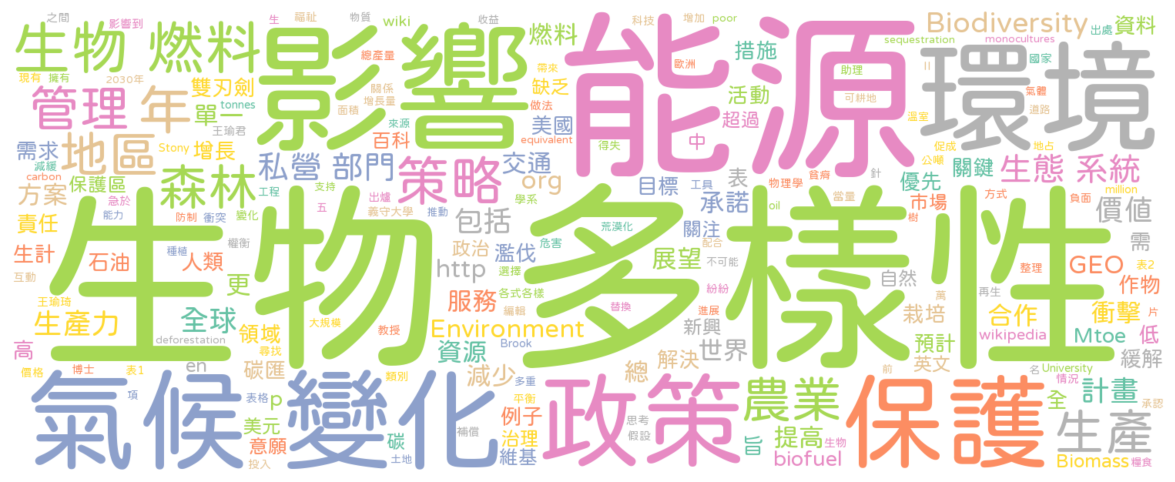 生物 燃料
影響
能源
環境
生物多樣性
氣候變化
政策
保護
之間
影響到
生
福祉
物質
wiki
收益
燃料
科技
增加
poor
Biodiversity
出處
資料
sequestration
monocultures
措施
現有
擁有
2030年
總產量
帶來
歐洲
助理
國家
雙刃劍
缺乏
管理
年
單一
tonnes
關係
增長量
面積
做法
活動
可耕地
氣體
道路
溫室
王瑜君
來源
美國
超過
需求
地區
Stony
增長
百科
equivalent
得失
中
促成
地占
減緩
carbon
保護區
私營 部門
交通
公噸
關鍵
生態 系統
森林
策略
org
目標
物理學
貧瘠
針
方案
工程
支持
出爐
學系
表
工具
當量
優先
方式
負面
million
責任
急於
能力
防制
衝突
變化
五
義守大學
推動
包括
承諾
oil
市場
樹
價值
荒漠化
關注
配合
生計
石油
種植
權衡
人類
政治
濫伐
危害
選擇
展望
不可能
需
GEO
整理
表2
互動
更
http
自然
再生
作物
王瑜琦
各式各樣
服務
編輯
替換
紛紛
進展
萬
栽培
衝擊
片
生產力
全球
大規模
教授
Environment
新興
合作
wikipedia
Mtoe
低
deforestation
領域
尋找
Brook
資源
世界
預計
緩解
高
價格
博士
表1
en
碳匯
類別
減少
多重
總
解決
英文
前
名
University
情況
承認
項
表格
p
平衡
農業
全
計畫
美元
例子
思考
提高
生物
生產
意願
碳
補償
治理
假設
旨
投入
土地
維基
biofuel
Biomass
糧食